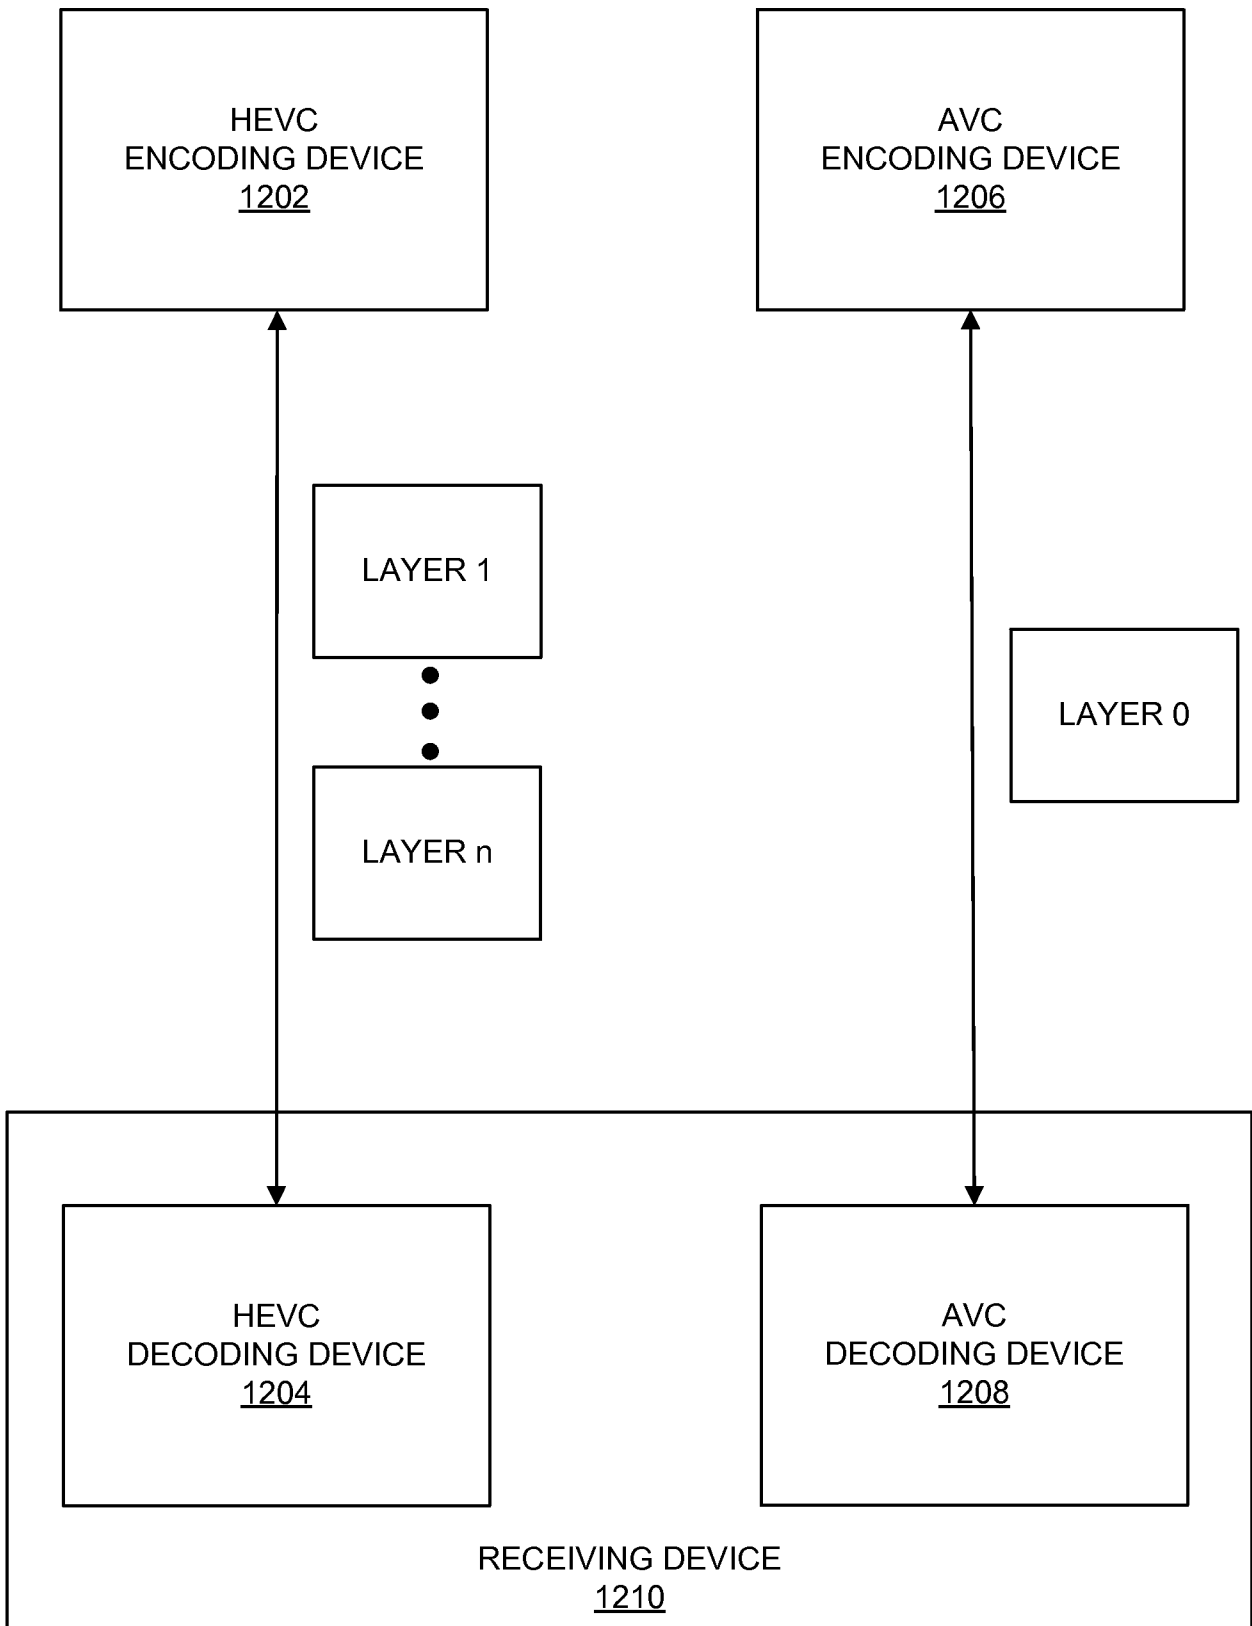 HEVC
ENCODING DEVICE
1202
AVC
ENCODING DEVICE
1206
LAYER 1
LAYER 0
LAYER n
HEVC
DECODING DEVICE
1204
AVC
DECODING DEVICE
1208
RECEIVING DEVICE
1210